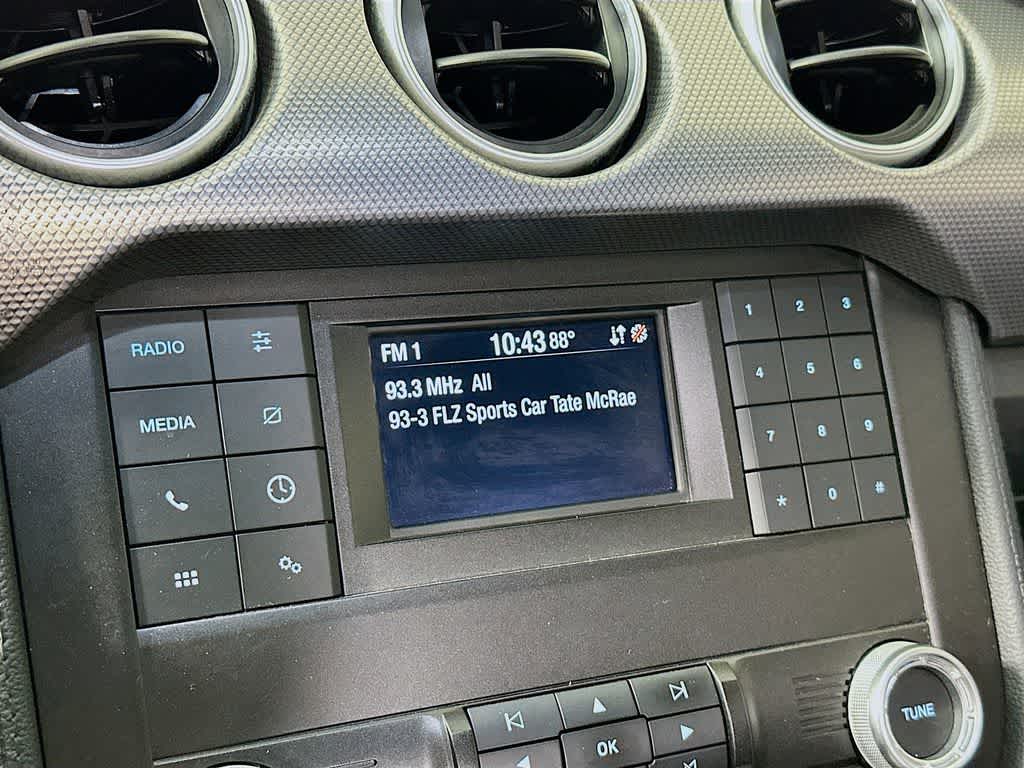 FM 1 10:43 88°
93.3 MHz All
93-3 FLZ Sports Car Tate McRae
RADIO
MEDIA
1 2 3
4 5 6
7 8 9
* 0 #
OK
TUNE